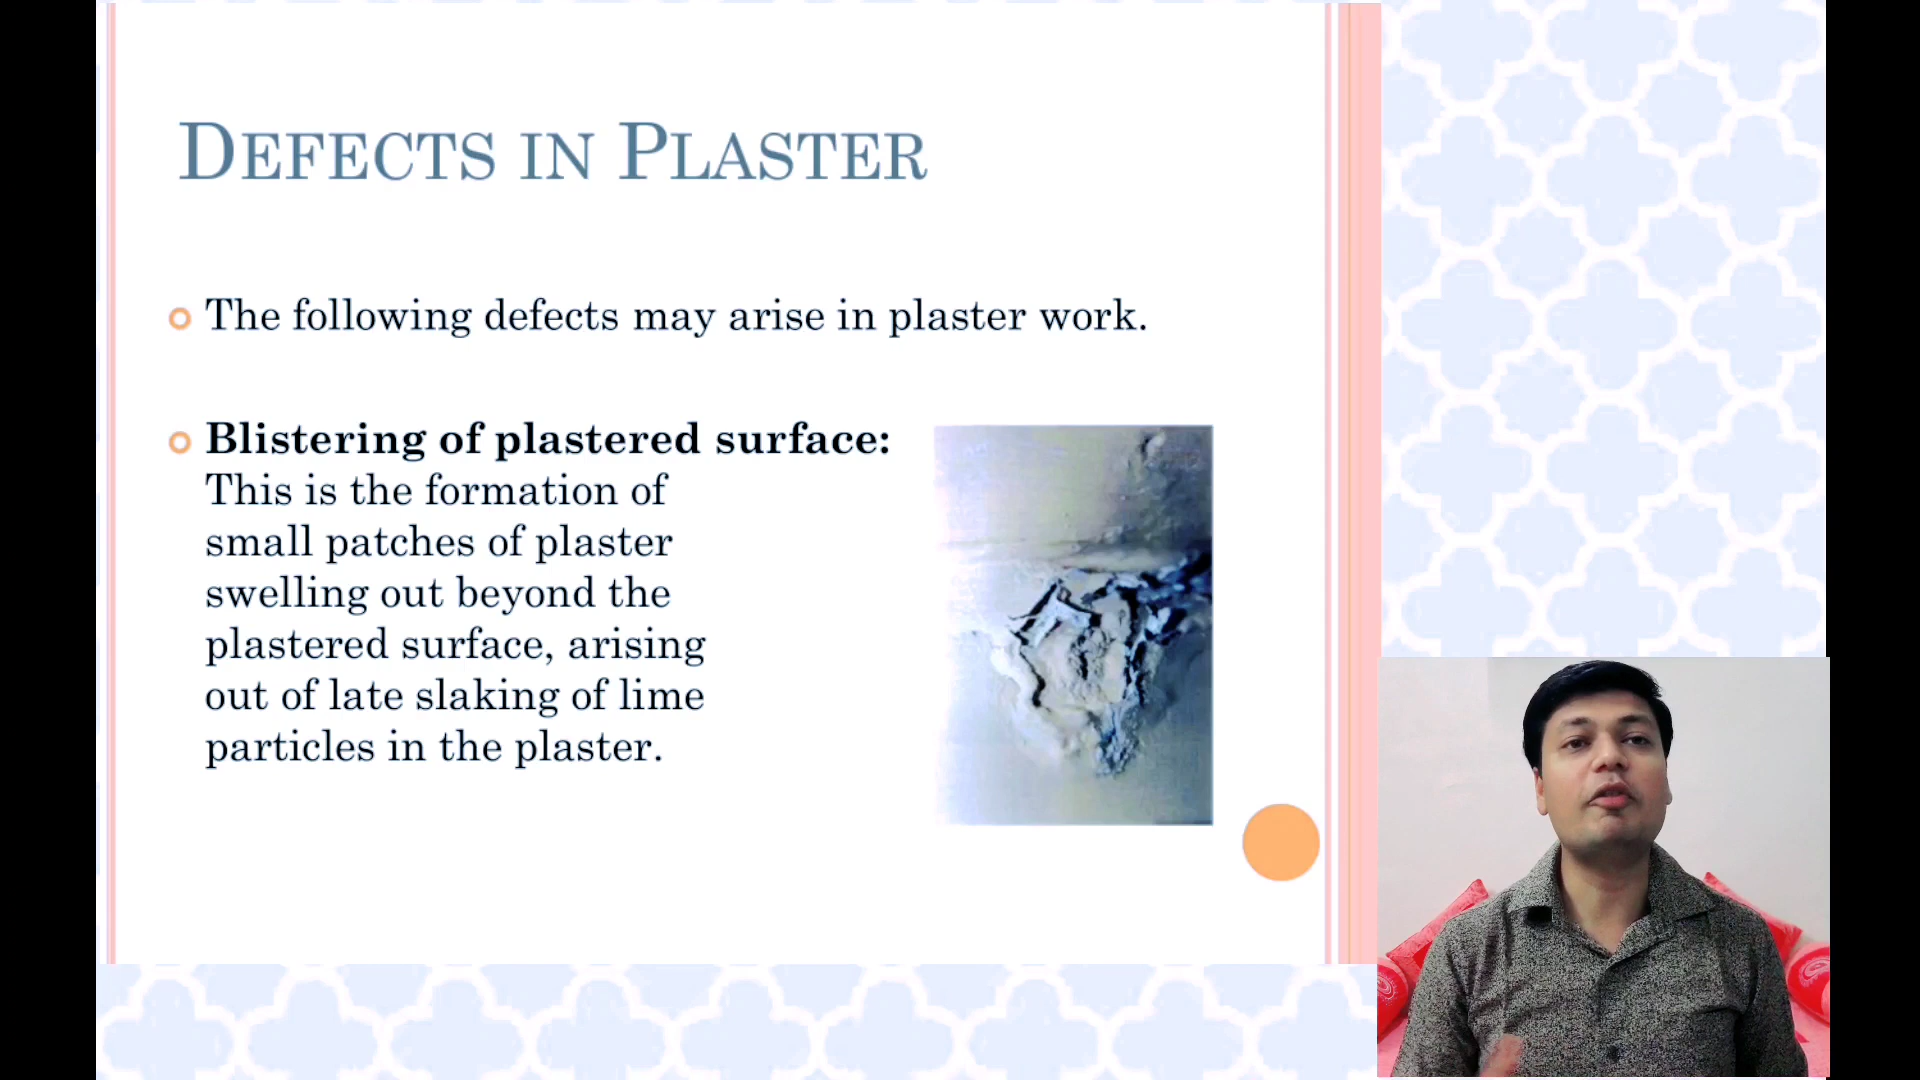 DEFECTS IN PLASTER
The following defects may arise in plaster work.
Blistering of plastered surface:
This is the formation of
small patches of plaster
swelling out beyond the
plastered surface, arising
out of late slaking of lime
particles in the plaster.